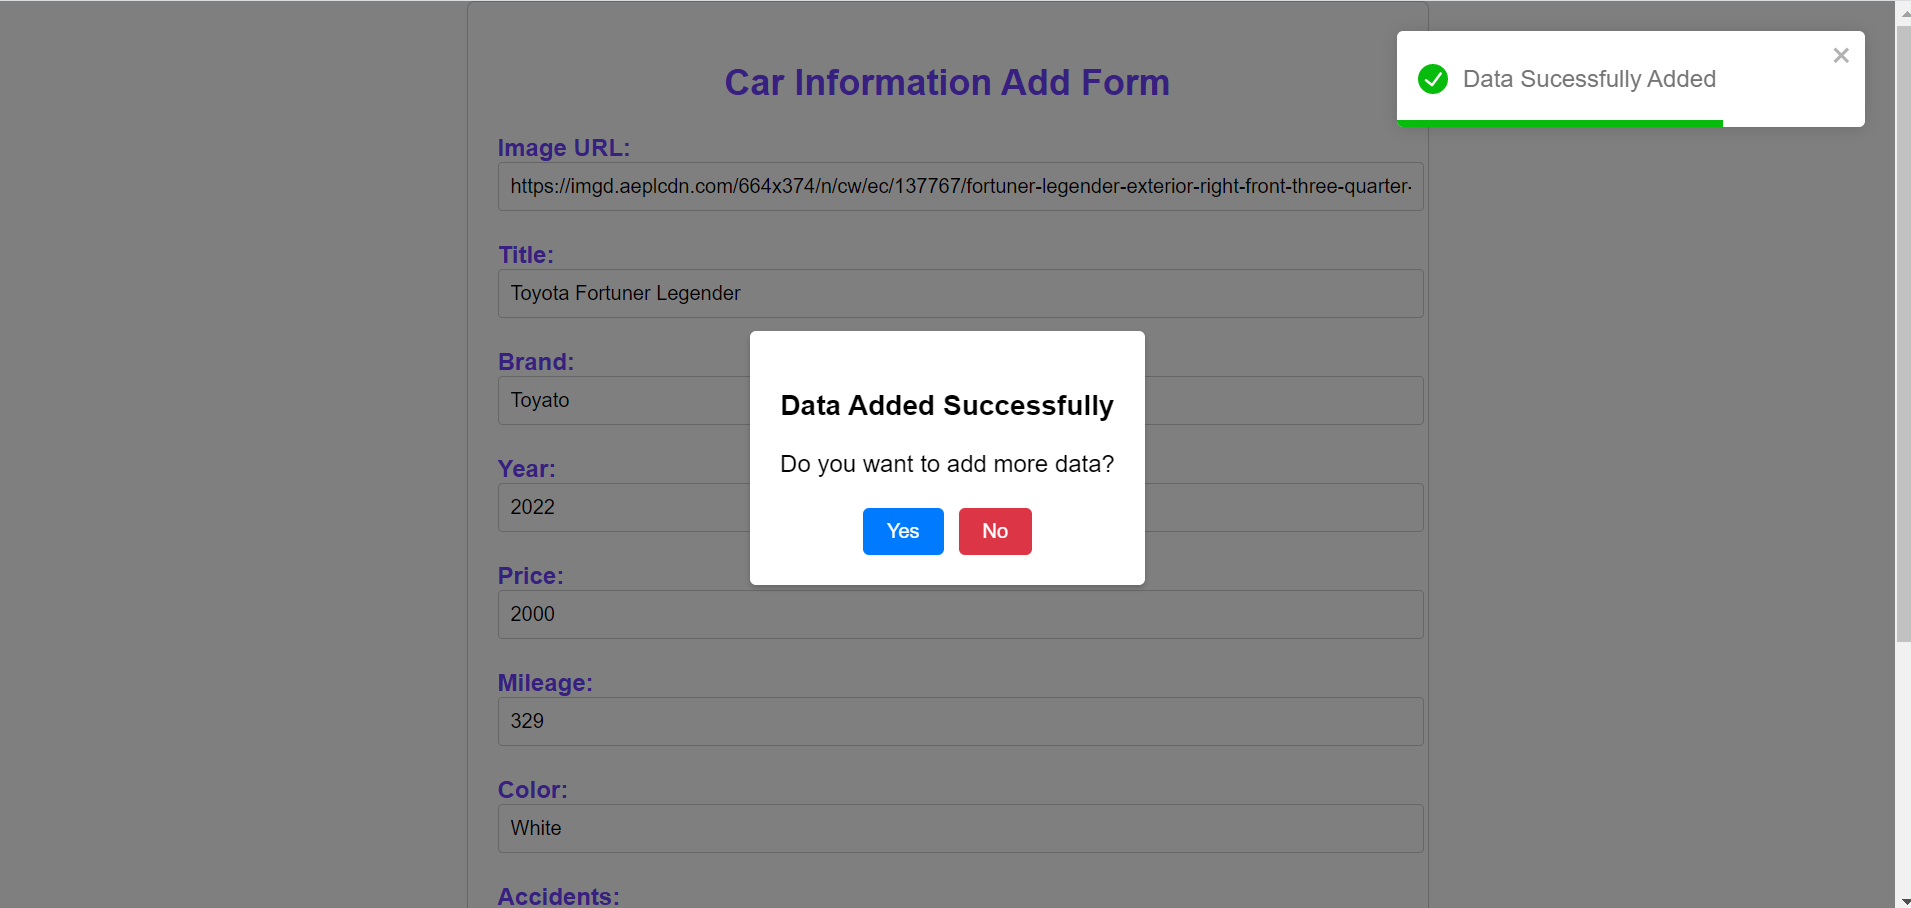 Car Information Add Form
Data Sucessfully Added
Image URL:
https://imgd.aeplcdn.com/664x374/n/cw/ec/137767/fortuner-legender-exterior-right-front-three-quarter-
Title:
Toyota Fortuner Legender
Brand:
Toyato
Data Added Successfully
Do you want to add more data?
Yes No
Year:
2022
Price:
2000
Mileage:
329
Color:
White
Accidents: